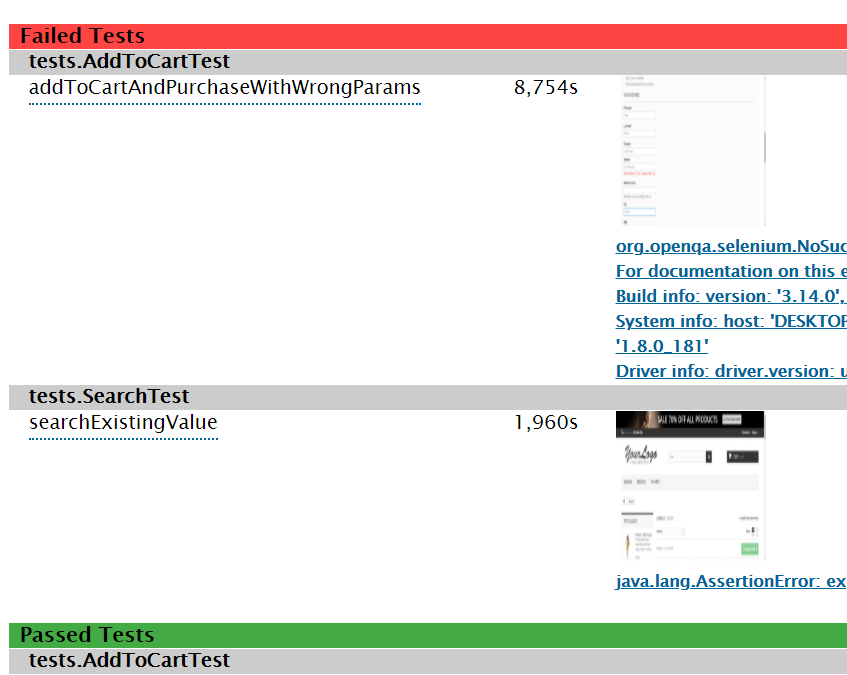 Failed Tests
tests.AddToCartTest
addToCartAndPurchaseWithWrongParams 8,754s
org.openqa.selenium.NoSuc
For documentation on this e
Build info: version: '3.14.0',
System info: host: 'DESKTOP
'1.8.0_181'
Driver info: driver.version: u
tests.SearchTest
searchExistingValue 1,960s
SALE 70% OFF ALL PRODUCTS
YourLogo
java.lang.AssertionError: ex
Passed Tests
tests.AddToCartTest